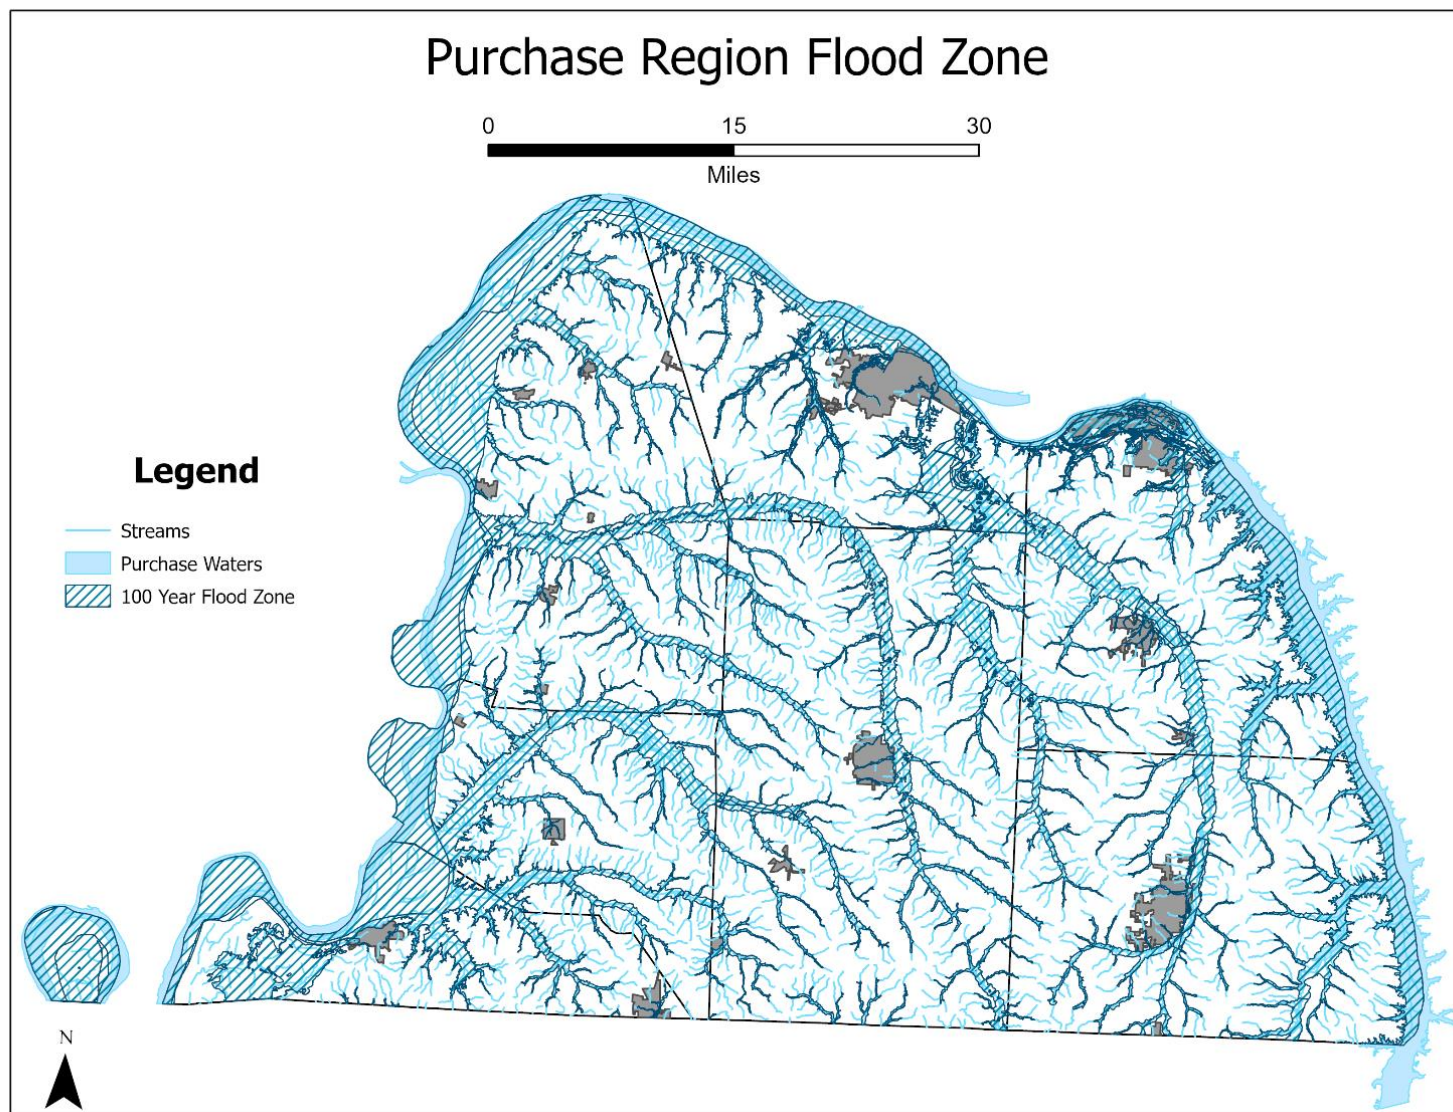 Purchase Region Flood Zone
0 15 30
Miles
Legend
Streams
Purchase Waters
100 Year Flood Zone
N